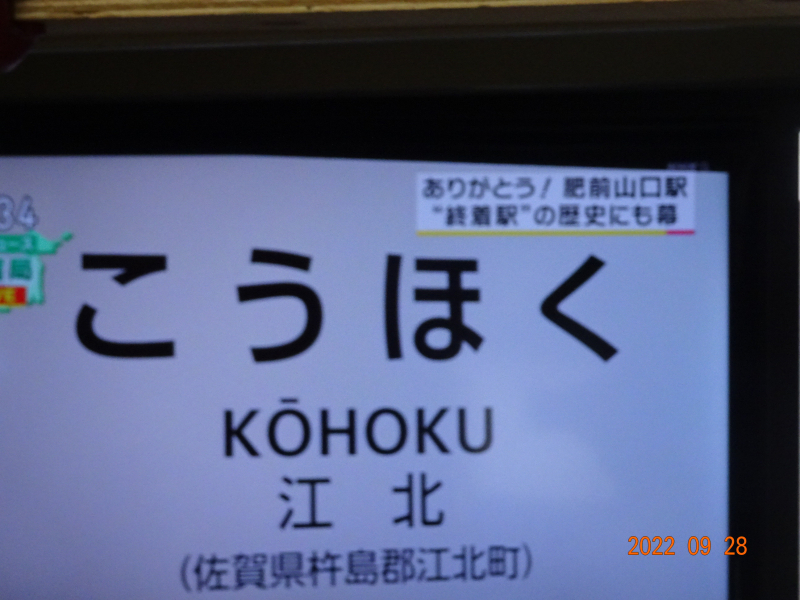 ありがとう！ 肥前山口駅
“終着駅”の歴史にも幕
34
こうほく
KŌHOKU
江 北
(佐賀県杵島郡江北町)
2022 09 28